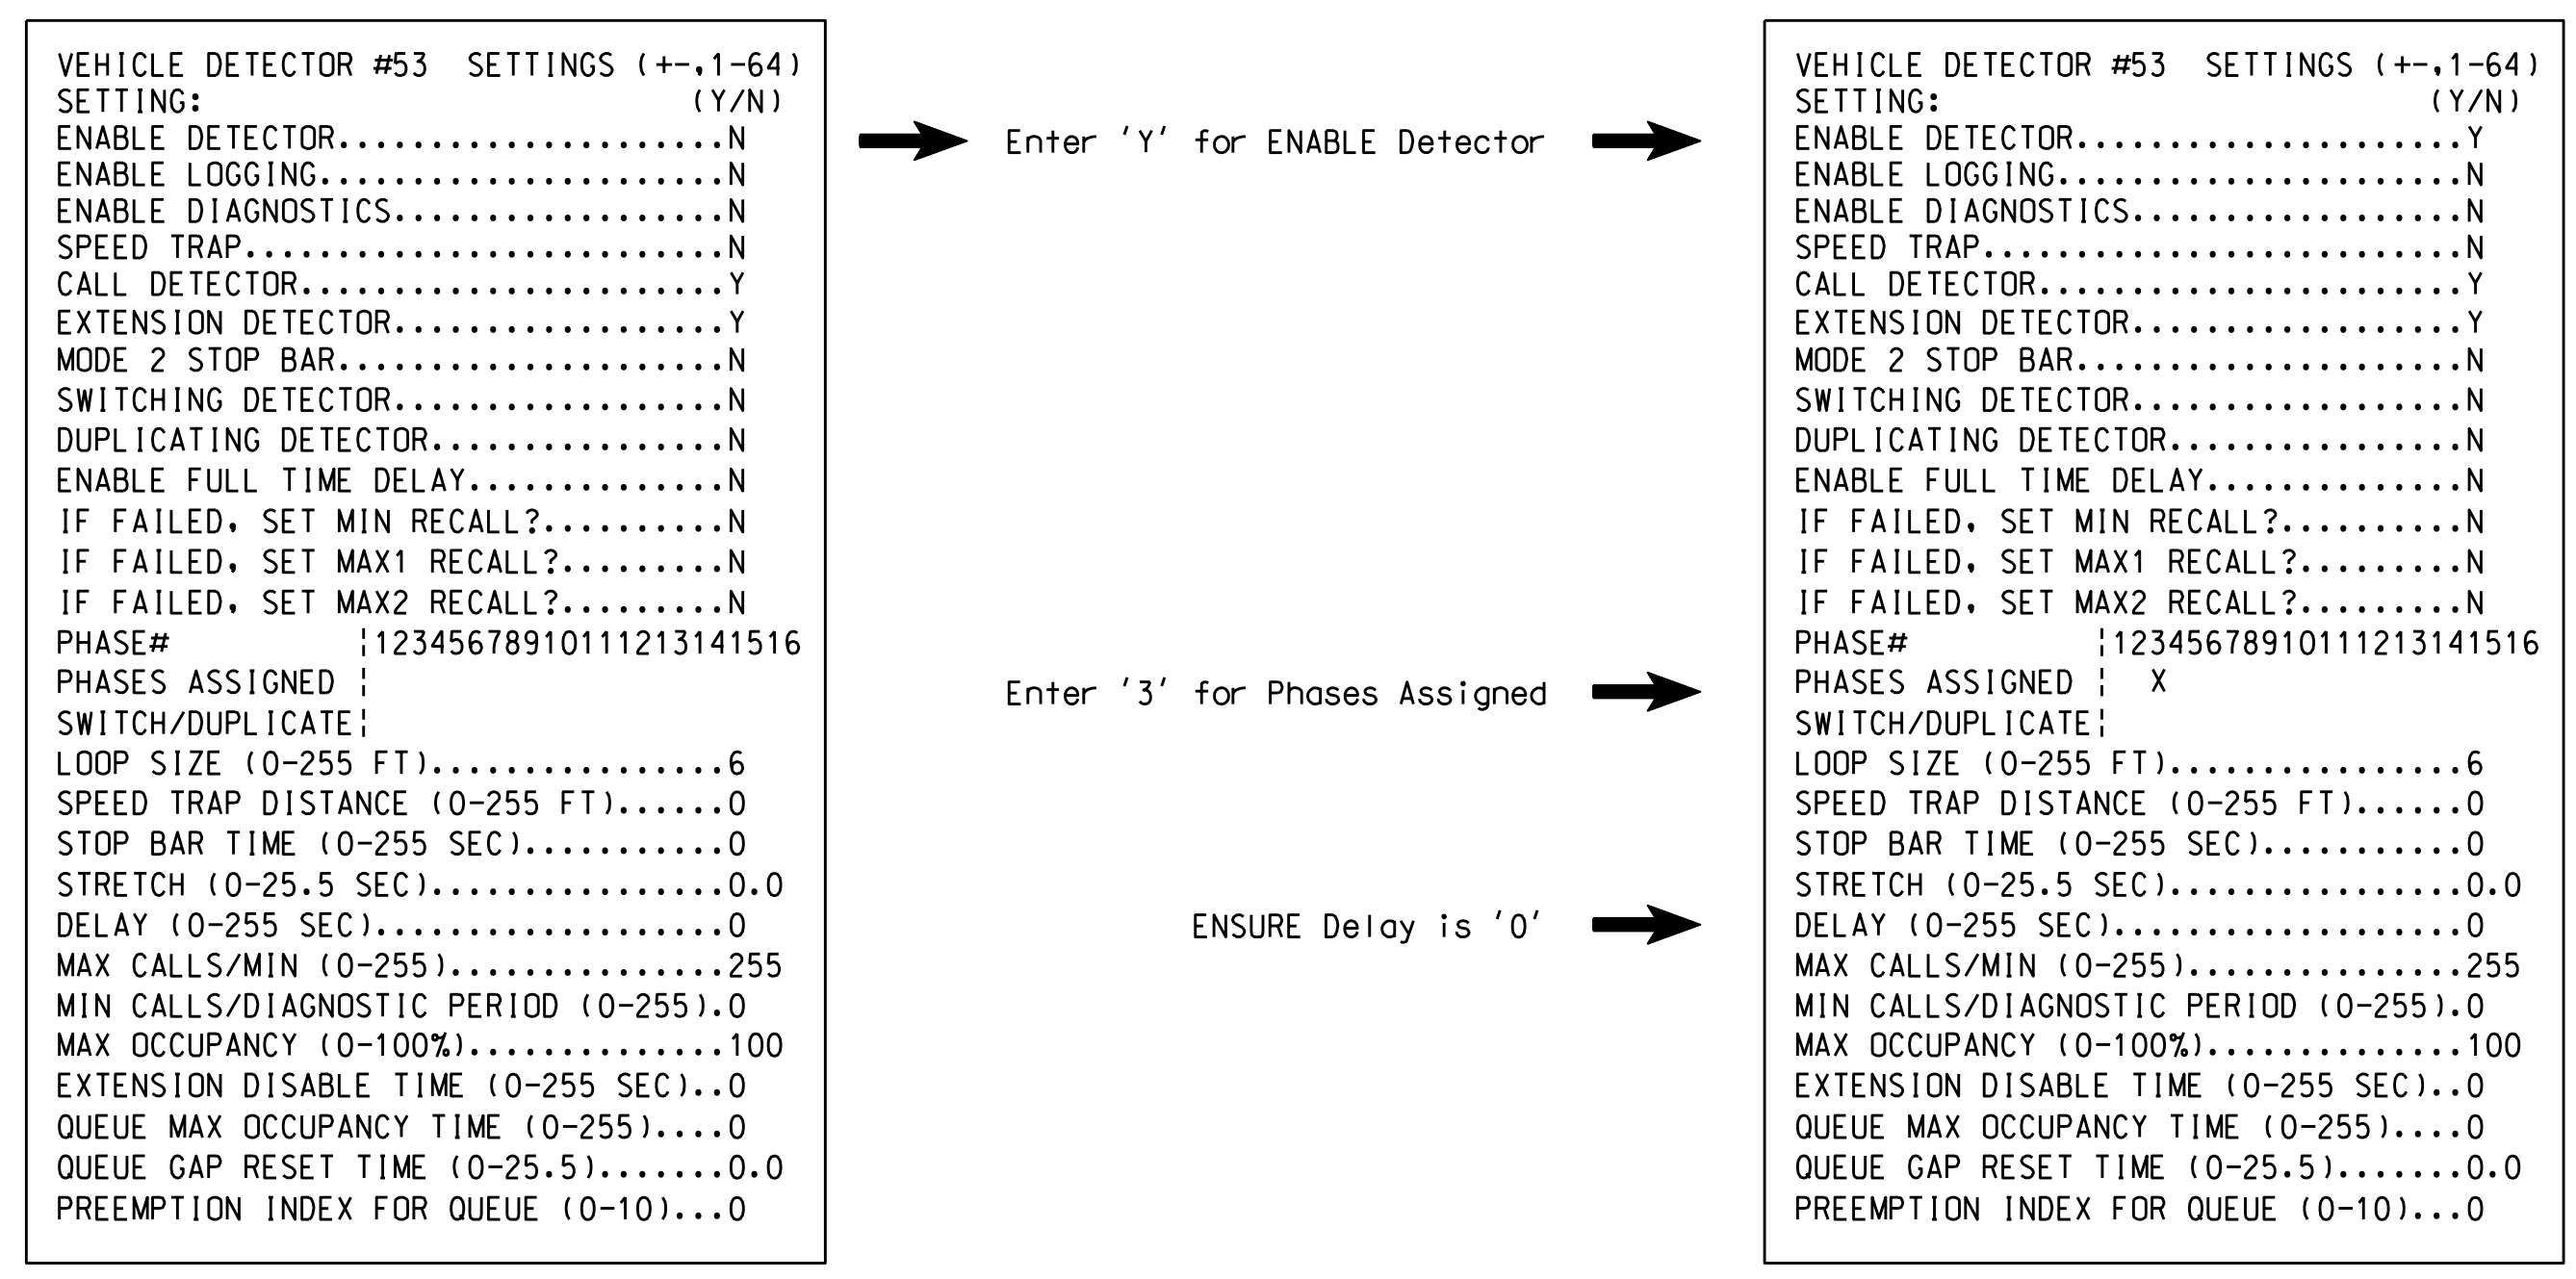 VEHICLE DETECTOR #53  SETTINGS (+-,1-64)
SETTING:                          (Y/N)
ENABLE DETECTOR.....................N
ENABLE LOGGING......................N
ENABLE DIAGNOSTICS..................N
SPEED TRAP..........................N
CALL DETECTOR.......................Y
EXTENSION DETECTOR..................Y
MODE 2 STOP BAR.....................N
SWITCHING DETECTOR..................N
DUPLICATING DETECTOR................N
ENABLE FULL TIME DELAY..............N
IF FAILED, SET MIN RECALL?..........N
IF FAILED, SET MAX1 RECALL?.........N
IF FAILED, SET MAX2 RECALL?.........N
PHASE#          ¦12345678910111213141516
PHASES ASSIGNED ¦
SWITCH/DUPLICATE¦
LOOP SIZE (0-255 FT)................6
SPEED TRAP DISTANCE (0-255 FT)......0
STOP BAR TIME (0-255 SEC)...........0
STRETCH (0-25.5 SEC)................0.0
DELAY (0-255 SEC)...................0
MAX CALLS/MIN (0-255)...............255
MIN CALLS/DIAGNOSTIC PERIOD (0-255).0
MAX OCCUPANCY (0-100%)..............100
EXTENSION DISABLE TIME (0-255 SEC)..0
QUEUE MAX OCCUPANCY TIME (0-255)....0
QUEUE GAP RESET TIME (0-25.5).......0.0
PREEMPTION INDEX FOR QUEUE (0-10)...0
Enter 'Y' for ENABLE Detector
Enter '3' for Phases Assigned
ENSURE Delay is '0'
VEHICLE DETECTOR #53  SETTINGS (+-,1-64)
SETTING:                          (Y/N)
ENABLE DETECTOR.....................Y
ENABLE LOGGING......................N
ENABLE DIAGNOSTICS..................N
SPEED TRAP..........................N
CALL DETECTOR.......................Y
EXTENSION DETECTOR..................Y
MODE 2 STOP BAR.....................N
SWITCHING DETECTOR..................N
DUPLICATING DETECTOR................N
ENABLE FULL TIME DELAY..............N
IF FAILED, SET MIN RECALL?..........N
IF FAILED, SET MAX1 RECALL?.........N
IF FAILED, SET MAX2 RECALL?.........N
PHASE#          ¦12345678910111213141516
PHASES ASSIGNED ¦  X
SWITCH/DUPLICATE¦
LOOP SIZE (0-255 FT)................6
SPEED TRAP DISTANCE (0-255 FT)......0
STOP BAR TIME (0-255 SEC)...........0
STRETCH (0-25.5 SEC)................0.0
DELAY (0-255 SEC)...................0
MAX CALLS/MIN (0-255)...............255
MIN CALLS/DIAGNOSTIC PERIOD (0-255).0
MAX OCCUPANCY (0-100%)..............100
EXTENSION DISABLE TIME (0-255 SEC)..0
QUEUE MAX OCCUPANCY TIME (0-255)....0
QUEUE GAP RESET TIME (0-25.5).......0.0
PREEMPTION INDEX FOR QUEUE (0-10)...0